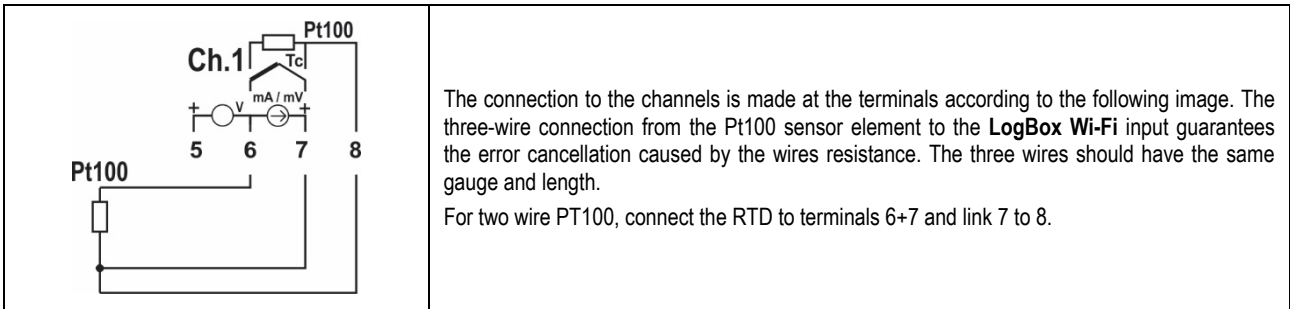 Pt100
Ch.1
Tc
+ V mA / mV +
5 6 7 8
Pt100
The connection to the channels is made at the terminals according to the following image. The
three-wire connection from the Pt100 sensor element to the LogBox Wi-Fi input guarantees
the error cancellation caused by the wires resistance. The three wires should have the same
gauge and length.
For two wire PT100, connect the RTD to terminals 6+7 and link 7 to 8.